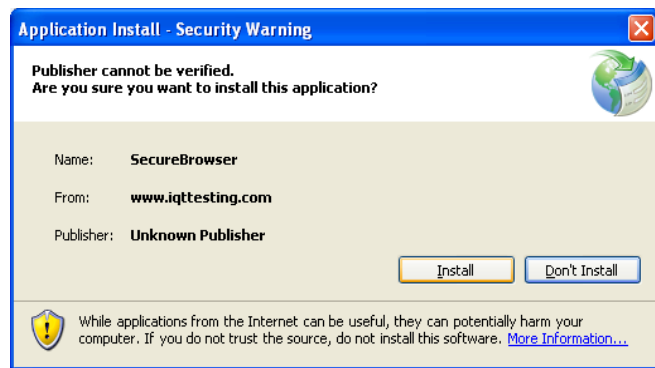 Application Install - Security Warning
Publisher cannot be verified.
Are you sure you want to install this application?
Name: SecureBrowser
From: www.iqttesting.com
Publisher: Unknown Publisher
Install Don't Install
While applications from the Internet can be useful, they can potentially harm your
computer. If you do not trust the source, do not install this software. More Information...